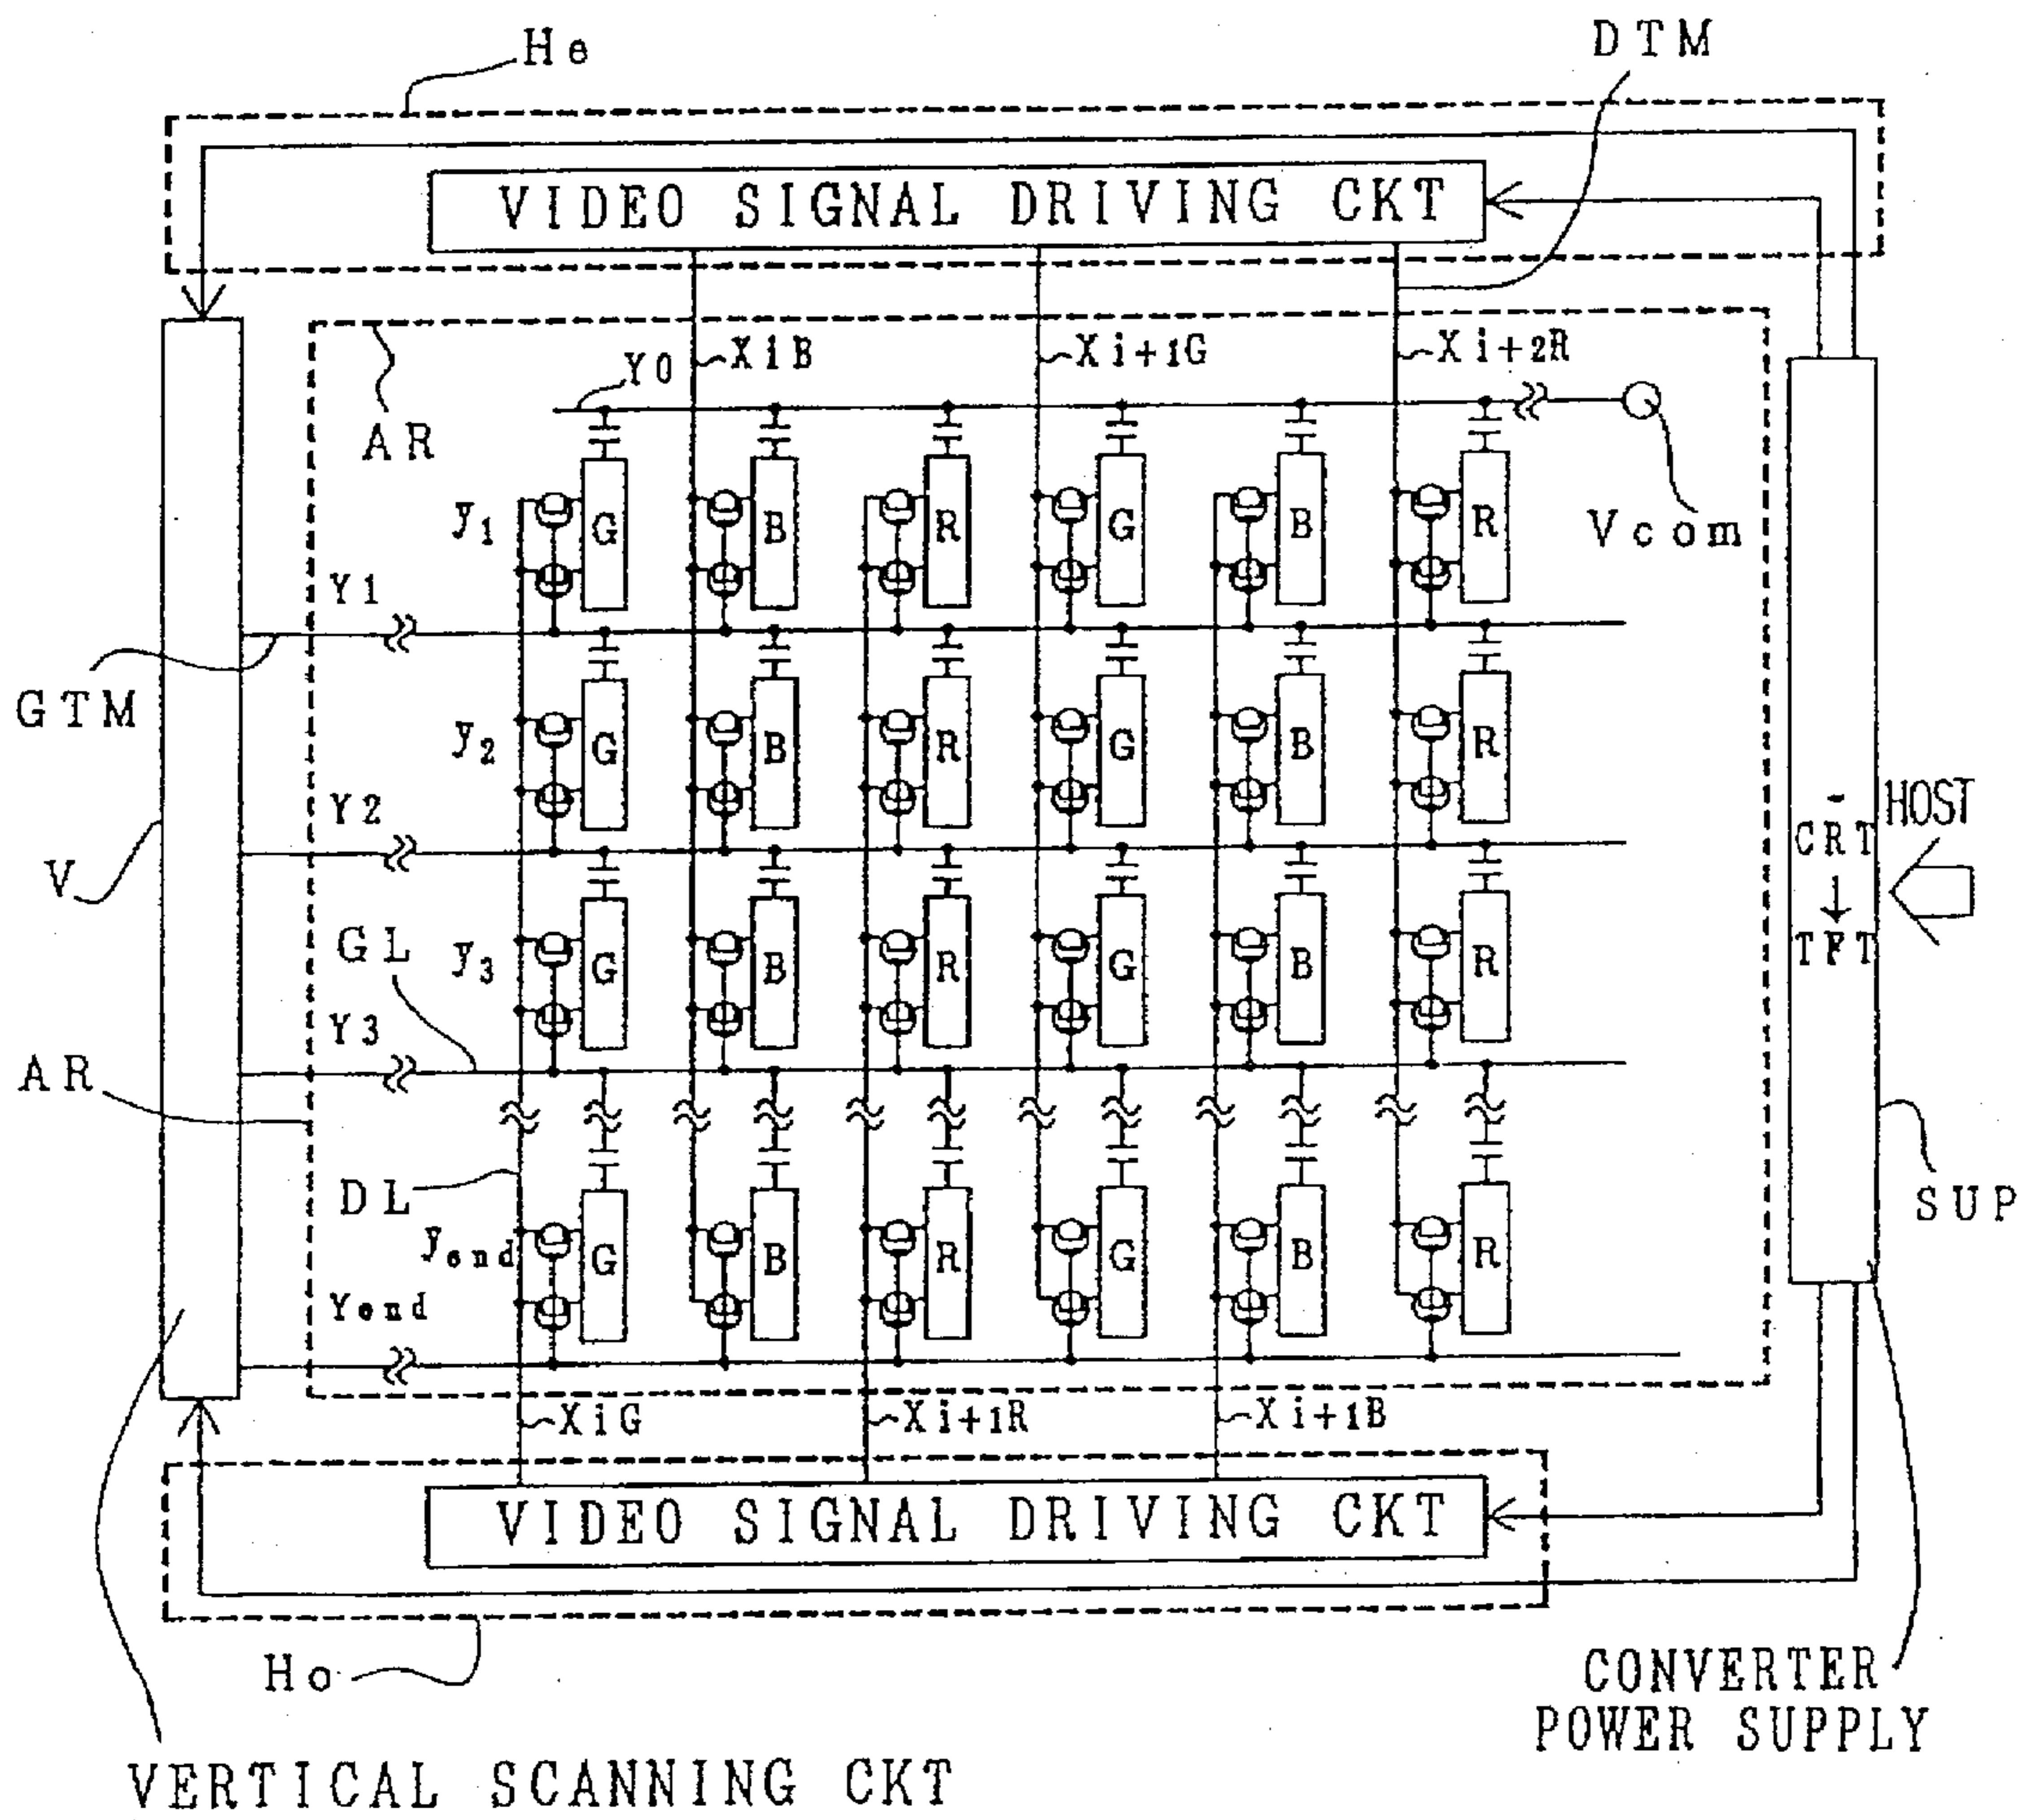 He
DTM
VIDEO SIGNAL DRIVING CKT
XiB
Xi+1G
Xi+2R
Y0
AR
Vcom
y1
G B R G B R
Y1
GTM
y2
G B R G B R
Y2
HOST
CRT
↓
TFT
V
y3
G B R G B R
GL
Y3
AR
DL
SUP
yend
G B R G B R
Yend
XiG
Xi+1R
Xi+1B
VIDEO SIGNAL DRIVING CKT
Ho
CONVERTER
POWER SUPPLY
VERTICAL SCANNING CKT